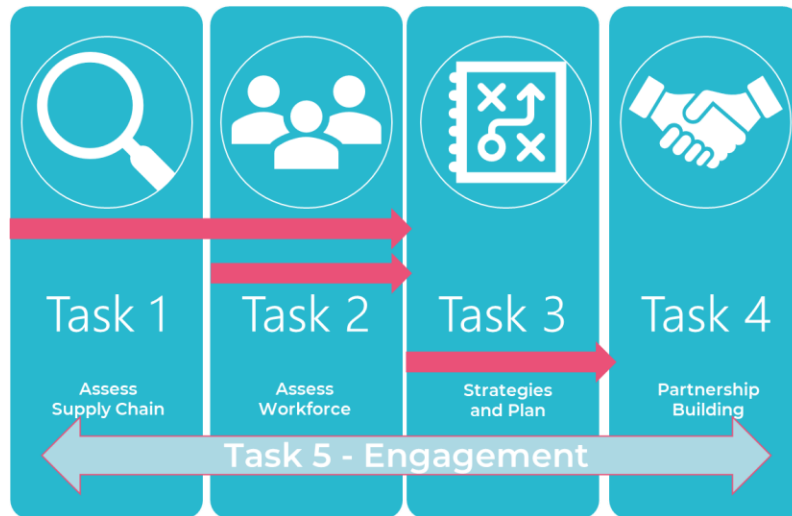 Task 1
Assess
Supply Chain
Task 2
Assess
Workforce
Task 3
Strategies
and Plan
Task 4
Partnership
Building
Task 5 - Engagement